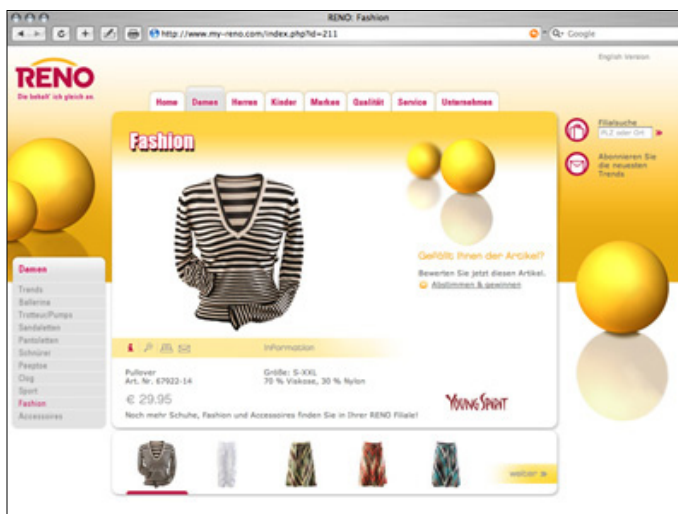 RENO: Fashion
http://www.my-reno.com/index.php?id=211
Google
English Version
RENO
Die behalt' ich gleich an.
Home Damen Herren Kinder Marken Qualität Service Unternehmen
Filialsuche
PLZ oder Ort
Abonnieren Sie
die neuesten
Trends
Fashion
Gefällt Ihnen der Artikel?
Bewerten Sie jetzt diesen Artikel.
Abstimmen & gewinnen
Damen
Trends
Ballerina
Trotteur/Pumps
Sandaletten
Pantoletten
Schnürer
Peeptoe
Clog
Sport
Fashion
Accessoires
Information
Pullover
Art. Nr. 67922-14
Größe: S-XXL
70 % Viskose, 30 % Nylon
€ 29.95
YOUNG SPIRIT
Noch mehr Schuhe, Fashion und Accessoires finden Sie in Ihrer RENO Filiale!
weiter »